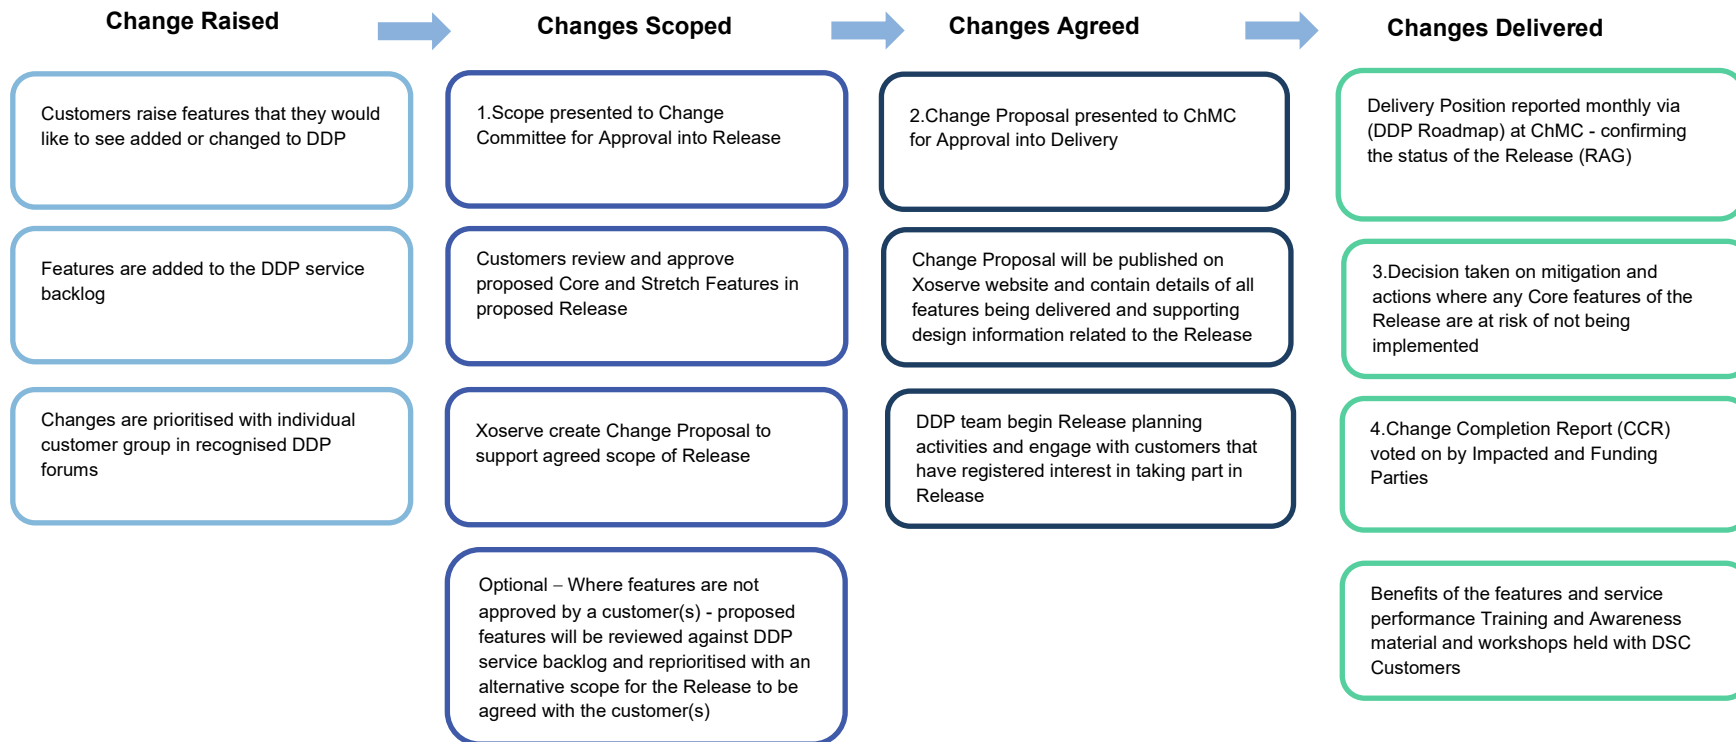 Change Raised
Changes Scoped
Changes Agreed
Changes Delivered
Customers raise features that they would
like to see added or changed to DDP
Features are added to the DDP service
backlog
Changes are prioritised with individual
customer group in recognised DDP
forums
1.Scope presented to Change
Committee for Approval into Release
Customers review and approve
proposed Core and Stretch Features in
proposed Release
Xoserve create Change Proposal to
support agreed scope of Release
Optional – Where features are not
approved by a customer(s) - proposed
features will be reviewed against DDP
service backlog and reprioritised with an
alternative scope for the Release to be
agreed with the customer(s)
2.Change Proposal presented to ChMC
for Approval into Delivery
Change Proposal will be published on
Xoserve website and contain details of all
features being delivered and supporting
design information related to the Release
DDP team begin Release planning
activities and engage with customers that
have registered interest in taking part in
Release
Delivery Position reported monthly via
(DDP Roadmap) at ChMC - confirming
the status of the Release (RAG)
3.Decision taken on mitigation and
actions where any Core features of the
Release are at risk of not being
implemented
4.Change Completion Report (CCR)
voted on by Impacted and Funding
Parties
Benefits of the features and service
performance Training and Awareness
material and workshops held with DSC
Customers